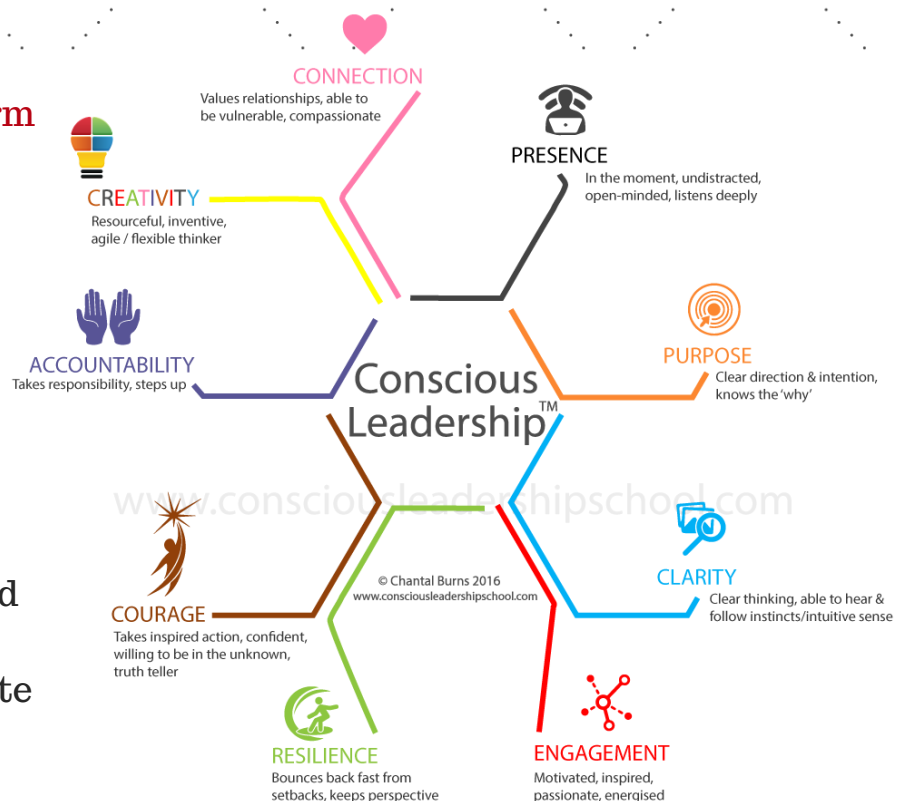 CONNECTION
Values relationships, able to
be vulnerable, compassionate
rm
PRESENCE
In the moment, undistracted,
open-minded, listens deeply
CREATIVITY
Resourceful, inventive,
agile / flexible thinker
PURPOSE
Clear direction & intention,
knows the 'why'
ACCOUNTABILITY
Takes responsibility, steps up
Conscious
Leadership™
www.consciousleadershipschool.com
CLARITY
Clear thinking, able to hear &
follow instincts/intuitive sense
© Chantal Burns 2016
www.consciousleadershipschool.com
d
COURAGE
Takes inspired action, confident,
willing to be in the unknown,
truth teller
te
RESILIENCE
Bounces back fast from
setbacks, keeps perspective
ENGAGEMENT
Motivated, inspired,
passionate, energised